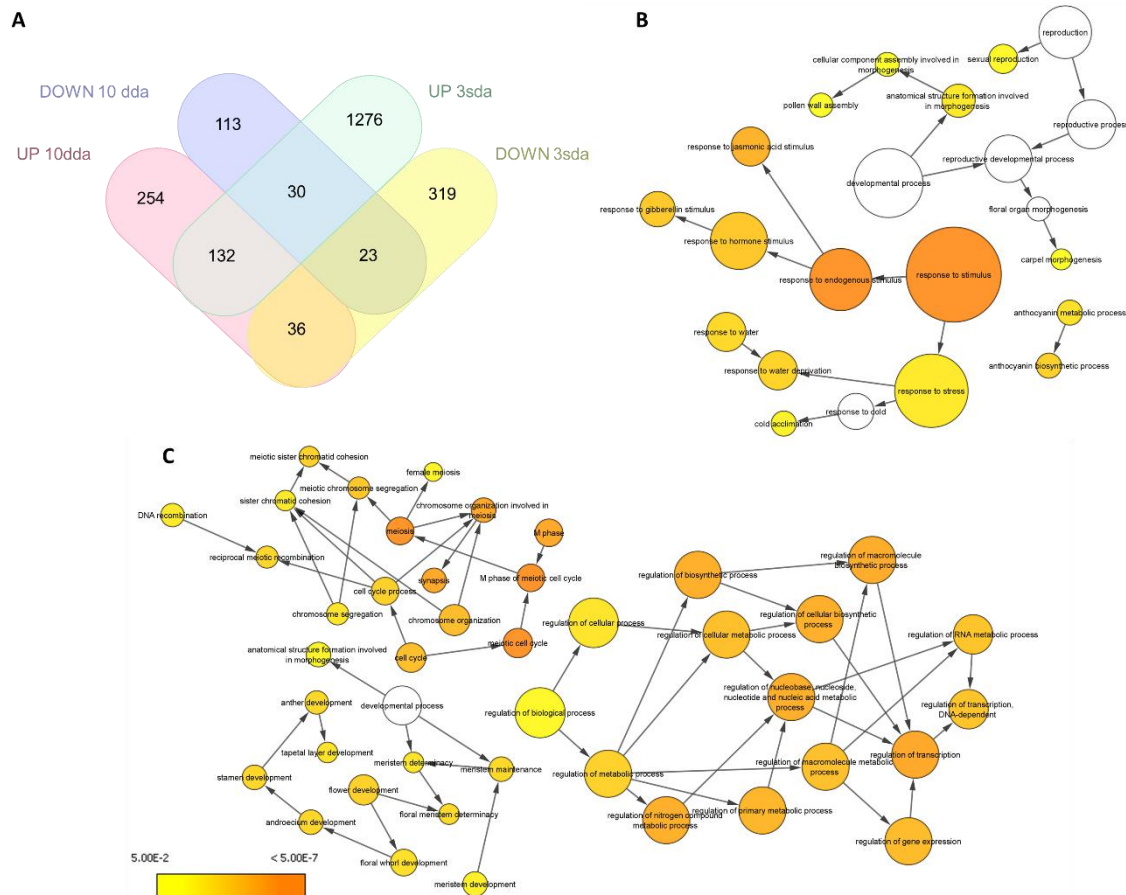 A
DOWN 10 dda
UP 3sda
UP 10dda
DOWN 3sda
113
1276
254
30
319
132
23
36
B
reproduction
cellular component assembly involved in
morphogenesis
sexual reproduction
pollen wall assembly
anatomical structure formation involved
in morphogenesis
reproductive process
response to jasmonic acid stimulus
reproductive developmental process
developmental process
response to gibberellin stimulus
floral organ morphogenesis
response to hormone stimulus
carpel morphogenesis
response to endogenous stimulus
response to stimulus
anthocyanin metabolic process
response to water
anthocyanin biosynthetic process
response to water deprivation
response to stress
response to cold
cold acclimation
C
meiotic sister chromatid cohesion
female meiosis
meiotic chromosome segregation
sister chromatid cohesion
chromosome organization involved in
meiosis
DNA recombination
meiosis
M phase
reciprocal meiotic recombination
synapsis
M phase of meiotic cell cycle
cell cycle process
chromosome segregation
chromosome organization
meiotic cell cycle
cell cycle
anatomical structure formation involved
in morphogenesis
anther development
developmental process
tapetal layer development
meristem determinacy
meristem maintenance
stamen development
flower development
floral meristem determinacy
androecium development
floral whorl development
meristem development
regulation of macromolecule
biosynthetic process
regulation of biosynthetic process
regulation of cellular process
regulation of cellular biosynthetic
process
regulation of cellular metabolic process
regulation of RNA metabolic process
regulation of nucleobase, nucleoside,
nucleotide and nucleic acid metabolic
process
regulation of biological process
regulation of transcription,
DNA-dependent
regulation of transcription
regulation of metabolic process
regulation of macromolecule metabolic
process
regulation of nitrogen compound
metabolic process
regulation of primary metabolic process
regulation of gene expression
5.00E-2
< 5.00E-7